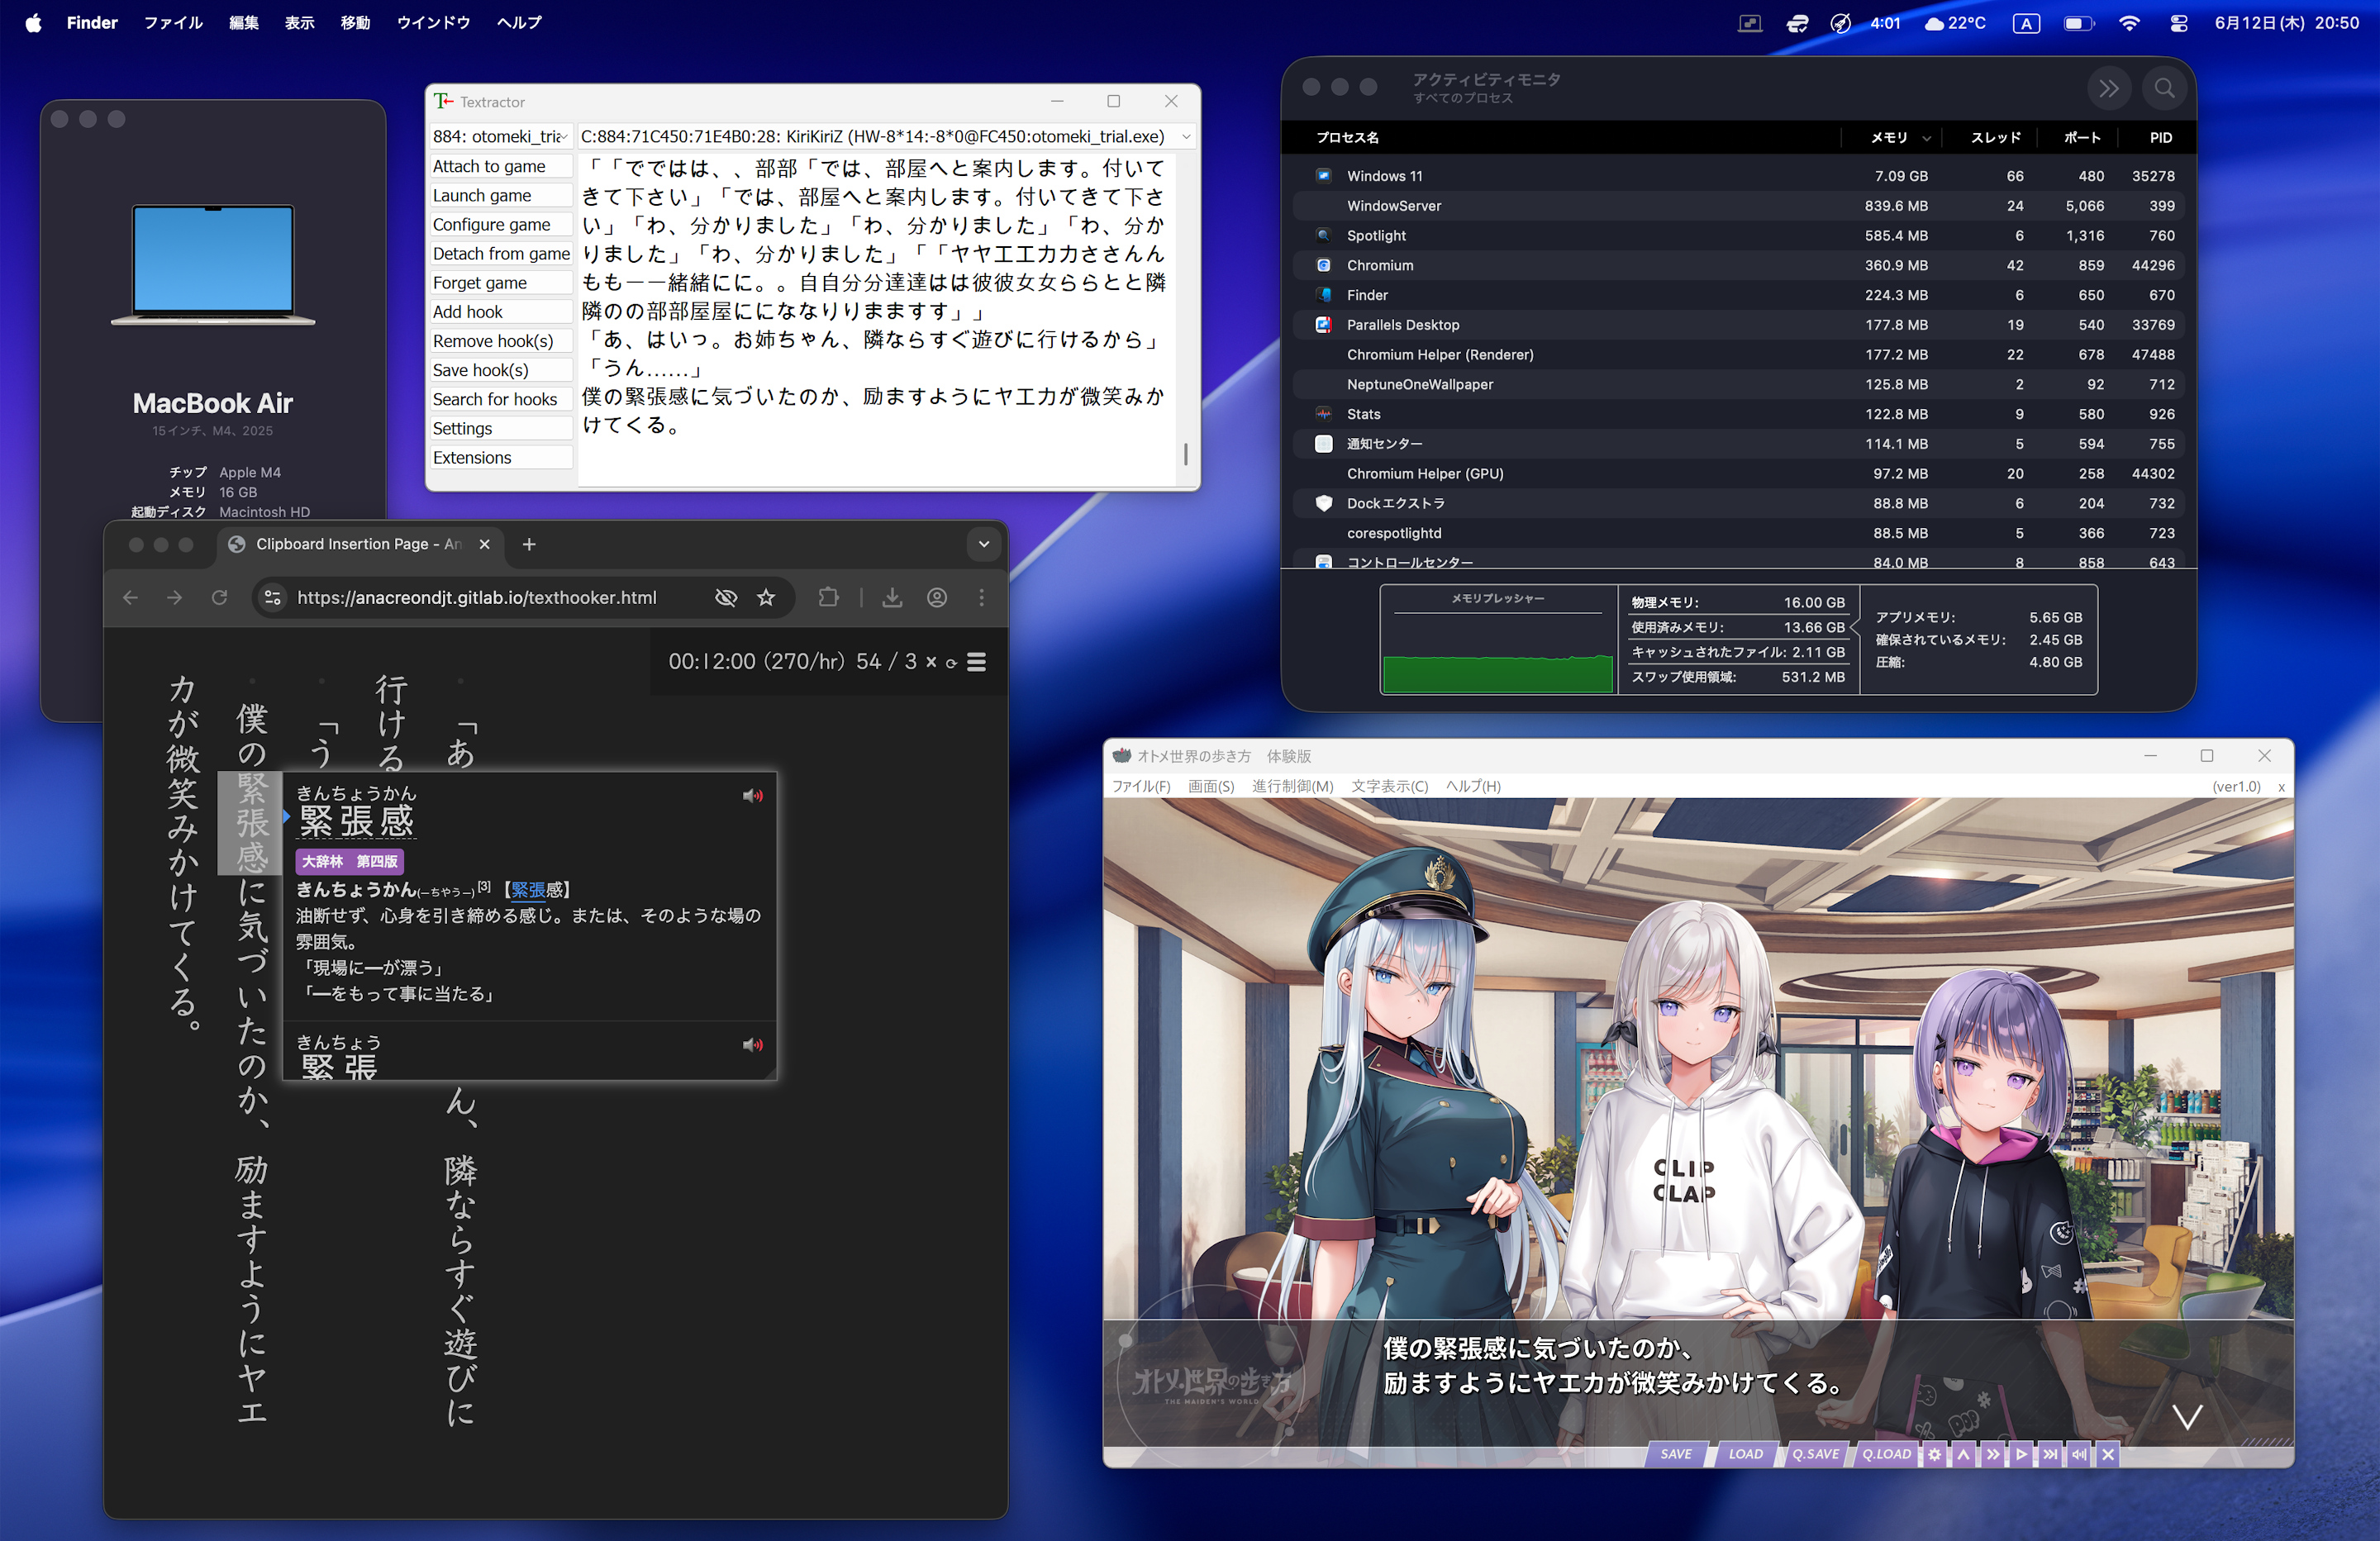 Finder ファイル 編集 表示 移動 ウインドウ ヘルプ
4:01 22°C A 6月12日(木) 20:50
MacBook Air
15インチ、M4、2025
チップ Apple M4
メモリ 16 GB
起動ディスク Macintosh HD
Textractor
884: otomeki_tria
C:884:71C450:71E4B0:28: KiriKiriZ (HW-8*14:-8*0@FC450:otomeki_trial.exe)
Attach to game
Launch game
Configure game
Detach from game
Forget game
Add hook
Remove hook(s)
Save hook(s)
Search for hooks
Settings
Extensions
「「でではは、、部部「では、部屋へと案内します。付いて
きて下さい」「では、部屋へと案内します。付いてきて下さ
い」「わ、分かりました」「わ、分かりました」「わ、分か
りました」「わ、分かりました」「「ヤヤエエカカささんん
もも一一緒緒にに。。自自分分達達はは彼彼女女ららとと隣
隣のの部部屋屋ににななりりまますす」」
「あ、はいっ。お姉ちゃん、隣ならすぐ遊びに行けるから」
「うん……」
僕の緊張感に気づいたのか、励ますようにヤエカが微笑みか
けてくる。
アクティビティモニタ
すべてのプロセス
プロセス名 メモリ スレッド ポート PID
Windows 11 7.09 GB 66 480 35278
WindowServer 839.6 MB 24 5,066 399
Spotlight 585.4 MB 6 1,316 760
Chromium 360.9 MB 42 859 44296
Finder 224.3 MB 6 650 670
Parallels Desktop 177.8 MB 19 540 33769
Chromium Helper (Renderer) 177.2 MB 22 678 47488
NeptuneOneWallpaper 125.8 MB 2 92 712
Stats 122.8 MB 9 580 926
通知センター 114.1 MB 5 594 755
Chromium Helper (GPU) 97.2 MB 20 258 44302
Dockエクストラ 88.8 MB 6 204 732
corespotlightd 88.5 MB 5 366 723
コントロールセンター 84.0 MB 8 858 643
メモリプレッシャー
物理メモリ: 16.00 GB
使用済みメモリ: 13.66 GB
キャッシュされたファイル: 2.11 GB
スワップ使用領域: 531.2 MB
アプリメモリ: 5.65 GB
確保されているメモリ: 2.45 GB
圧縮: 4.80 GB
Clipboard Insertion Page - An
https://anacreondjt.gitlab.io/texthooker.html
00:12:00 (270/hr) 54 / 3
「あ
ん、隣ならすぐ遊びに
行ける
「う
僕の緊張感に気づいたのか、励ますようにヤエ
カが微笑みかけてくる。
きんちょうかん
緊張感
大辞林 第四版
きんちょうかん(―ちやう―)[3]【緊張感】
油断せず、心身を引き締める感じ。または、そのような場の
雰囲気。
「現場に━が漂う」
「━をもって事に当たる」
きんちょう
緊張
オトメ世界の歩き方 体験版
ファイル(F) 画面(S) 進行制御(M) 文字表示(C) ヘルプ(H) (ver1.0) x
CLIP
CLAP
オトメ世界の歩き方
THE MAIDEN'S WORLD
僕の緊張感に気づいたのか、
励ますようにヤエカが微笑みかけてくる。
SAVE LOAD Q.SAVE Q.LOAD